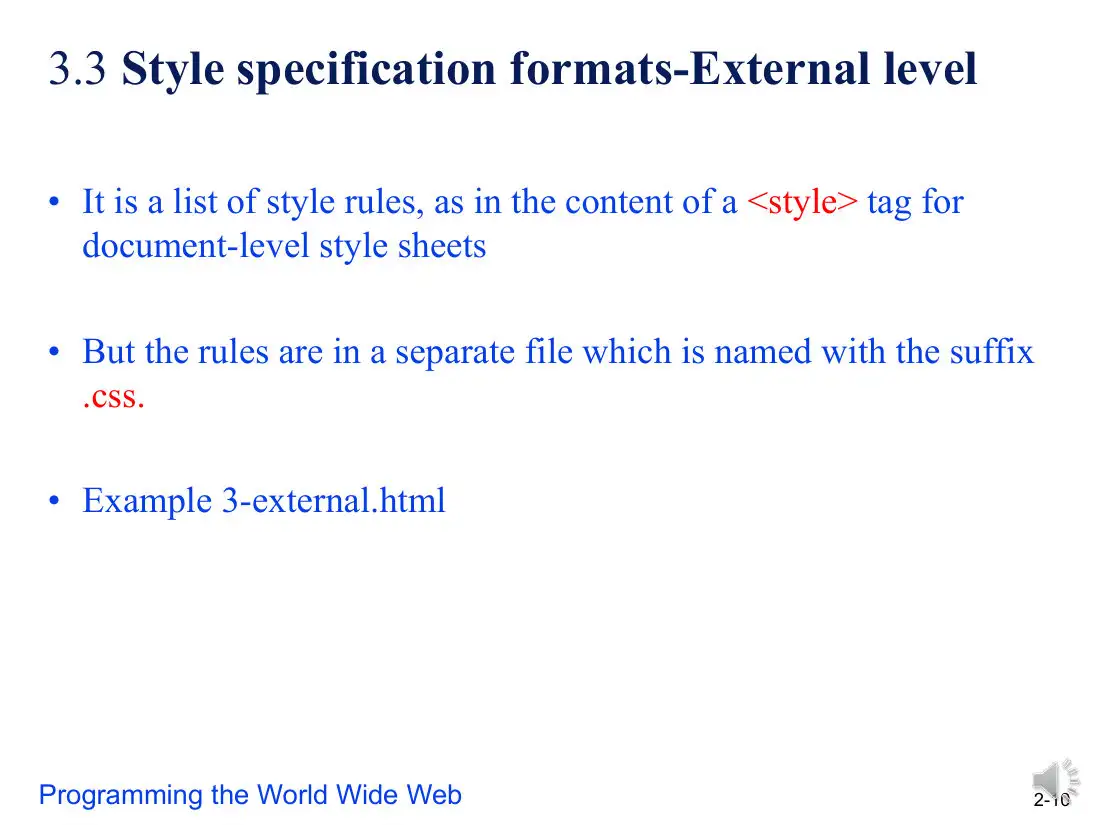 3.3 Style specification formats-External level
• It is a list of style rules, as in the content of a <style> tag for
document-level style sheets
• But the rules are in a separate file which is named with the suffix
.css.
• Example 3-external.html
Programming the World Wide Web
2-10